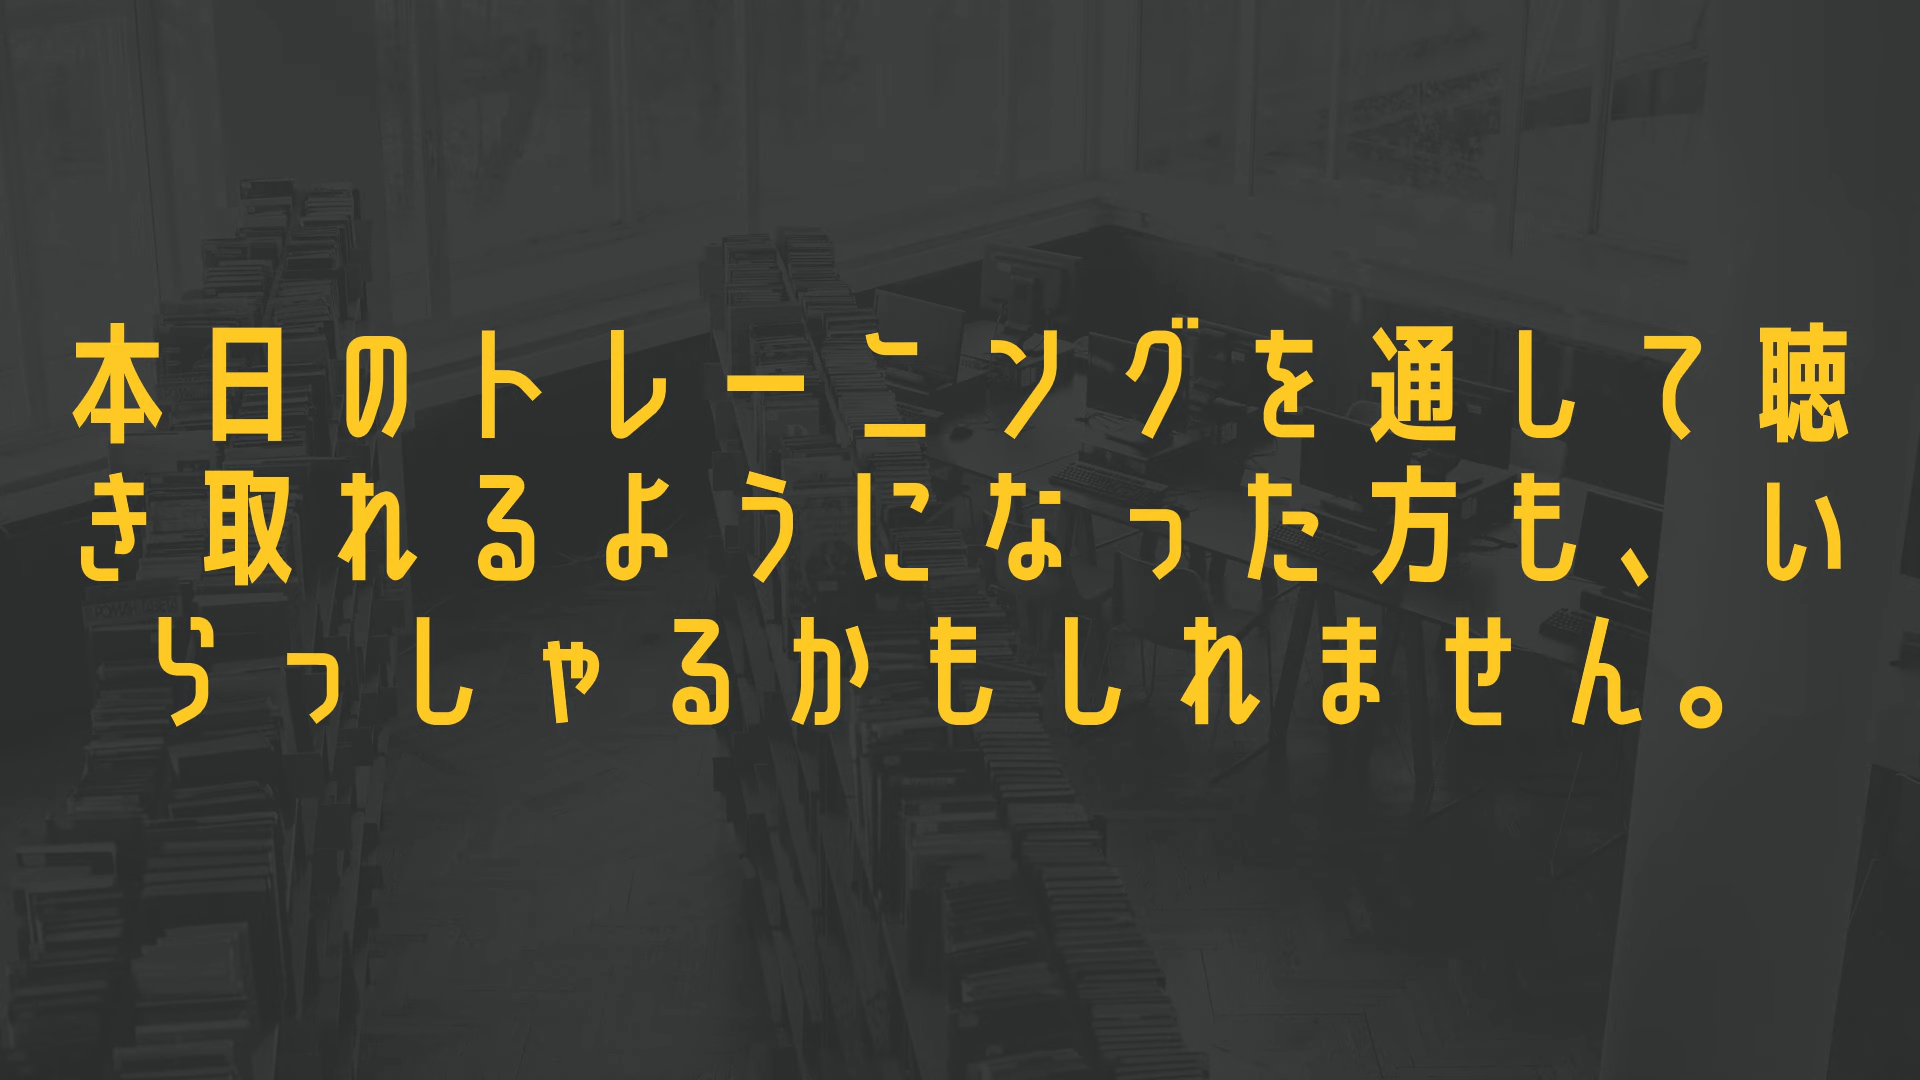 本日のトレーニングを通して聴
き取れるようになった方も、い
らっしゃるかもしれません。